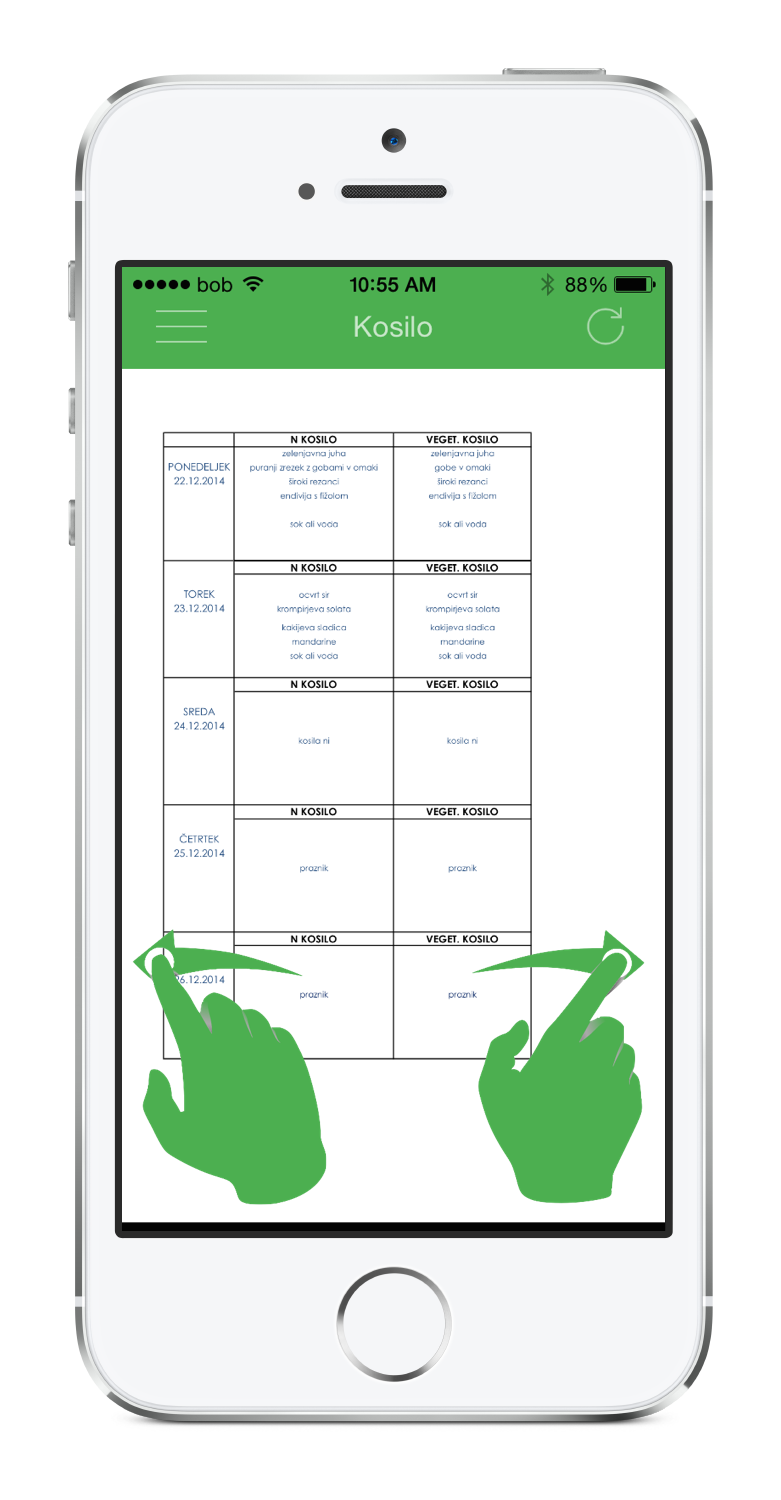 bob 10:55 AM 88%
Kosilo
N KOSILO VEGET. KOSILO
PONEDELJEK
22.12.2014
zelenjavna juha
puranji zrezek z gobami v omaki
široki rezanci
endivija s fižolom
sok ali voda
zelenjavna juha
gobe v omaki
široki rezanci
endivija s fižolom
sok ali voda
N KOSILO VEGET. KOSILO
TOREK
23.12.2014
ocvrt sir
krompirjeva solata
kakijeva sladica
mandarine
sok ali voda
ocvrt sir
krompirjeva solata
kakijeva sladica
mandarine
sok ali voda
N KOSILO VEGET. KOSILO
SREDA
24.12.2014
kosila ni
kosila ni
N KOSILO VEGET. KOSILO
ČETRTEK
25.12.2014
praznik
praznik
N KOSILO VEGET. KOSILO
26.12.2014
praznik
praznik